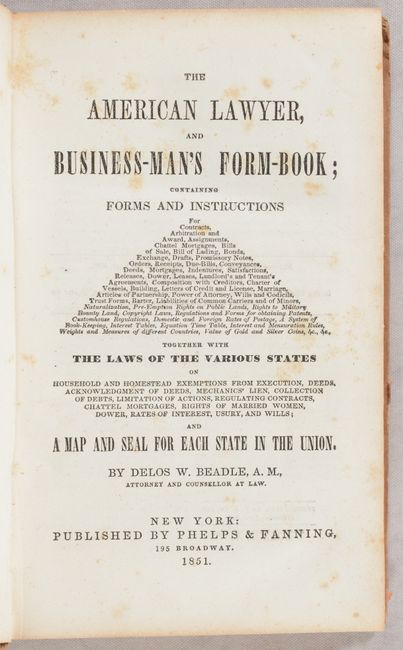 THE
AMERICAN LAWYER,
AND
BUSINESS-MAN'S FORM-BOOK;
CONTAINING
FORMS AND INSTRUCTIONS
For
Contracts,
Arbitration and
Award, Assignments,
Chattel Mortgages, Bills
of Sale, Bill of Lading, Bonds,
Exchange, Drafts, Promissory Notes,
Orders, Receipts, Due-Bills, Conveyances,
Deeds, Mortgages, Indentures, Satisfactions,
Releases, Dower, Leases, Landlord's and Tenant's
Agreements, Composition with Creditors, Charter of
Vessels, Building, Letters of Credit and License, Marriage,
Articles of Partnership, Power of Attorney, Wills and Codicils,
Trust Forms, Barter, Liabilities of Common Carriers and of Minors,
Naturalization, Pre-Emption Rights on Public Lands, Rights to Military
Bounty Land, Copyright Laws, Regulations and Forms for obtaining Patents,
Customhouse Regulations, Domestic and Foreign Rates of Postage, A System of
Book-Keeping, Interest Tables, Equation Time Table, Interest and Mensuration Rules,
Weights and Measures of different Countries, Value of Gold and Silver Coins, &c., &c.,
TOGETHER WITH
THE LAWS OF THE VARIOUS STATES
ON
HOUSEHOLD AND HOMESTEAD EXEMPTIONS FROM EXECUTION, DEEDS,
ACKNOWLEDGMENT OF DEEDS, MECHANICS' LIEN, COLLECTION
OF DEBTS, LIMITATION OF ACTIONS, REGULATING CONTRACTS,
CHATTEL MORTGAGES, RIGHTS OF MARRIED WOMEN,
DOWER, RATES OF INTEREST, USURY, AND WILLS;
AND
A MAP AND SEAL FOR EACH STATE IN THE UNION.
BY DELOS W. BEADLE, A. M.,
ATTORNEY AND COUNSELLOR AT LAW.
NEW YORK:
PUBLISHED BY PHELPS & FANNING,
195 BROADWAY.
1851.